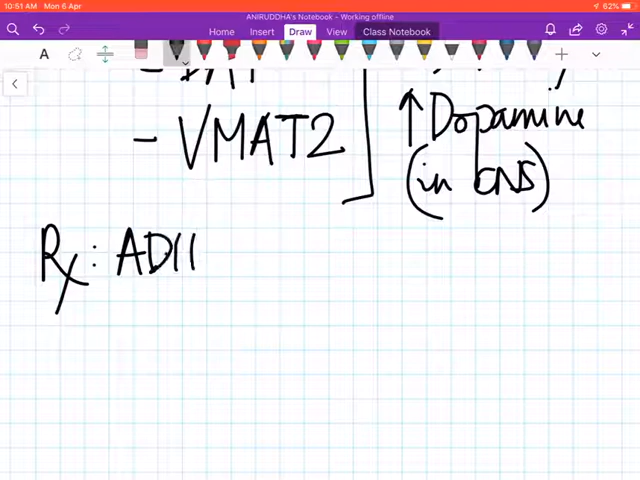 10:51 AM Mon 6 Apr
62%
ANIRUDDHA's Notebook - Working offline
Home Insert Draw View Class Notebook
A
- VMAT2
↑Dopamine
(in CNS)
Rx: ADII